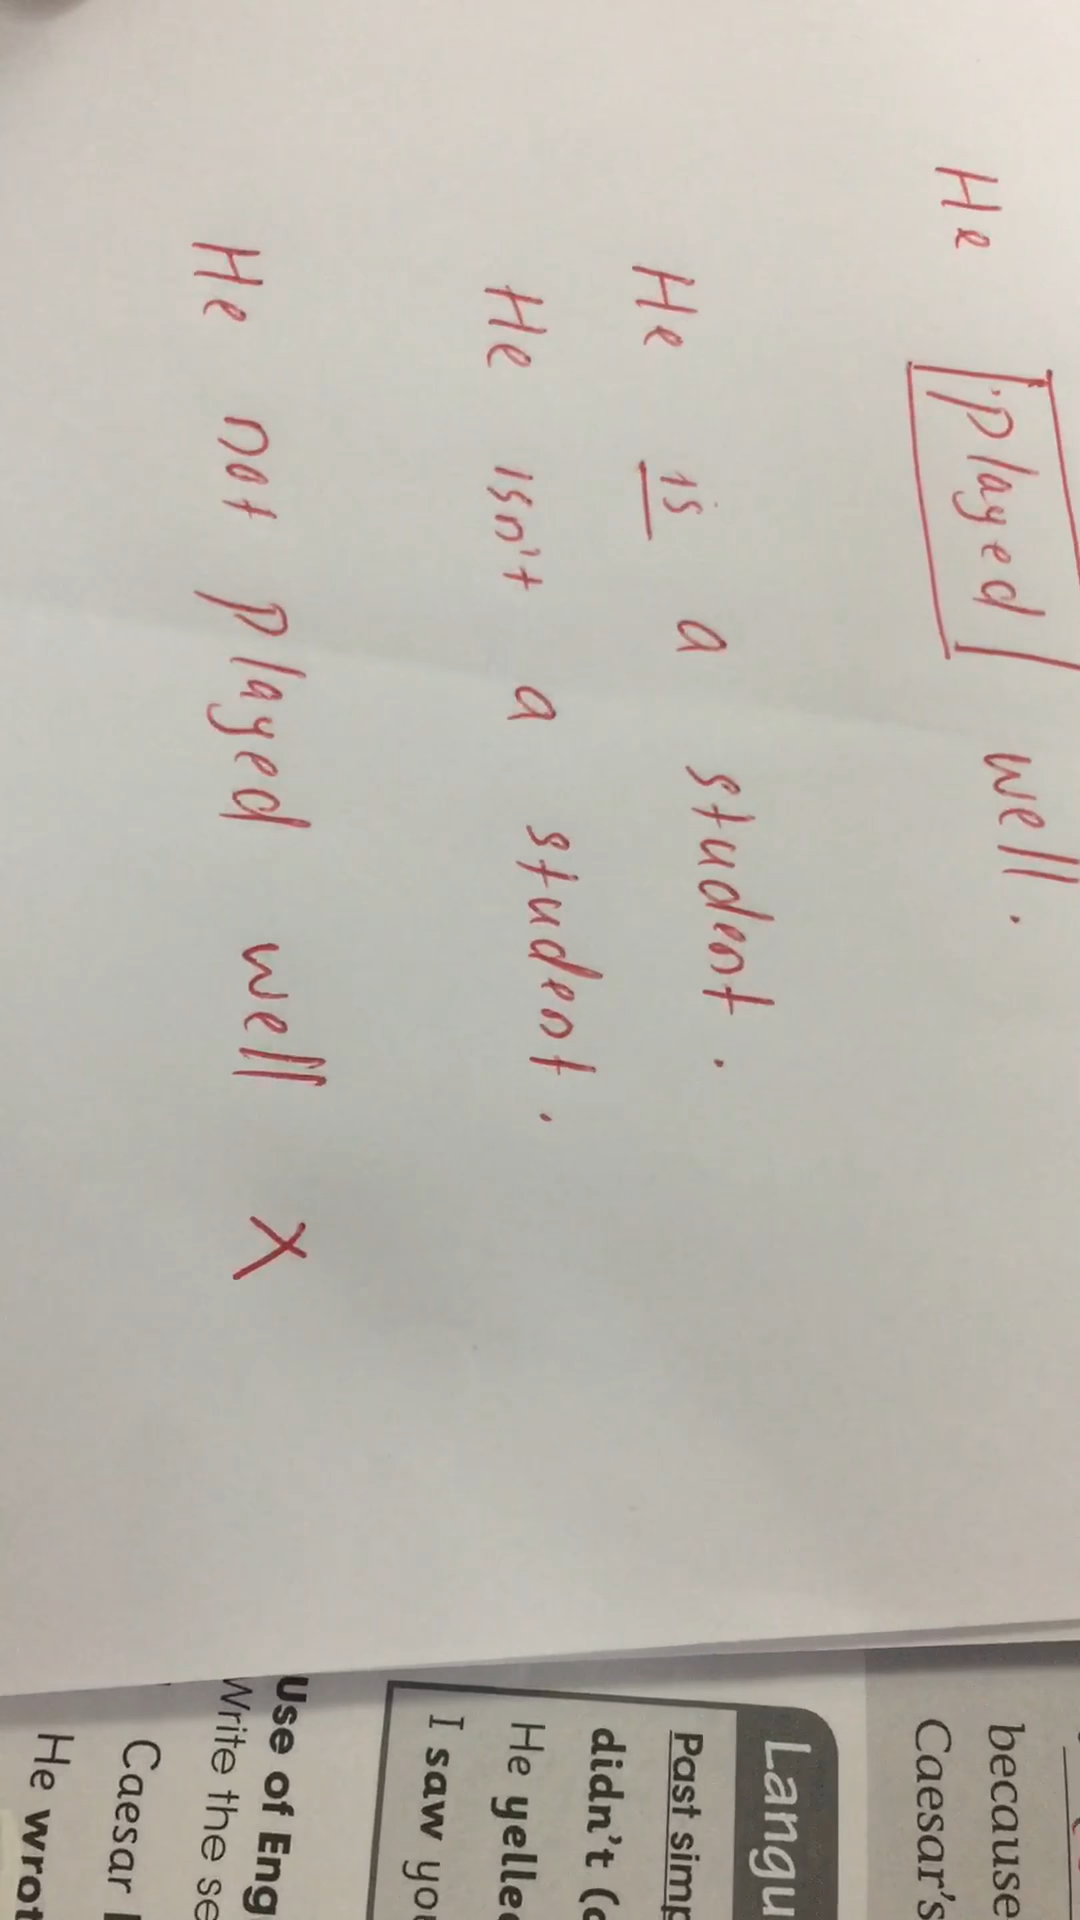 He played well.
He is a student.
He isn't a student.
He not played well X
because
Caesar's
Langu
Past simp
didn't (
He yelle
I saw you
Use of Eng
Write the se
Caesar
He wrot